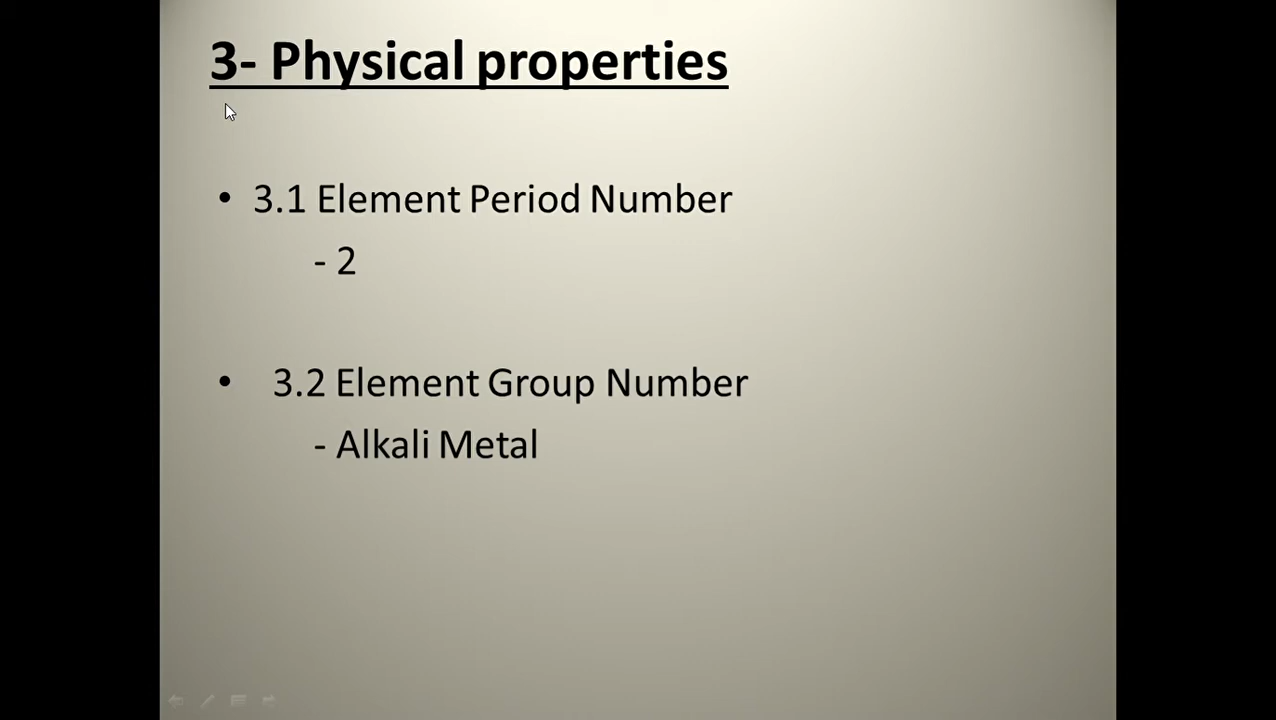 3- Physical properties
• 3.1 Element Period Number
- 2
• 3.2 Element Group Number
- Alkali Metal